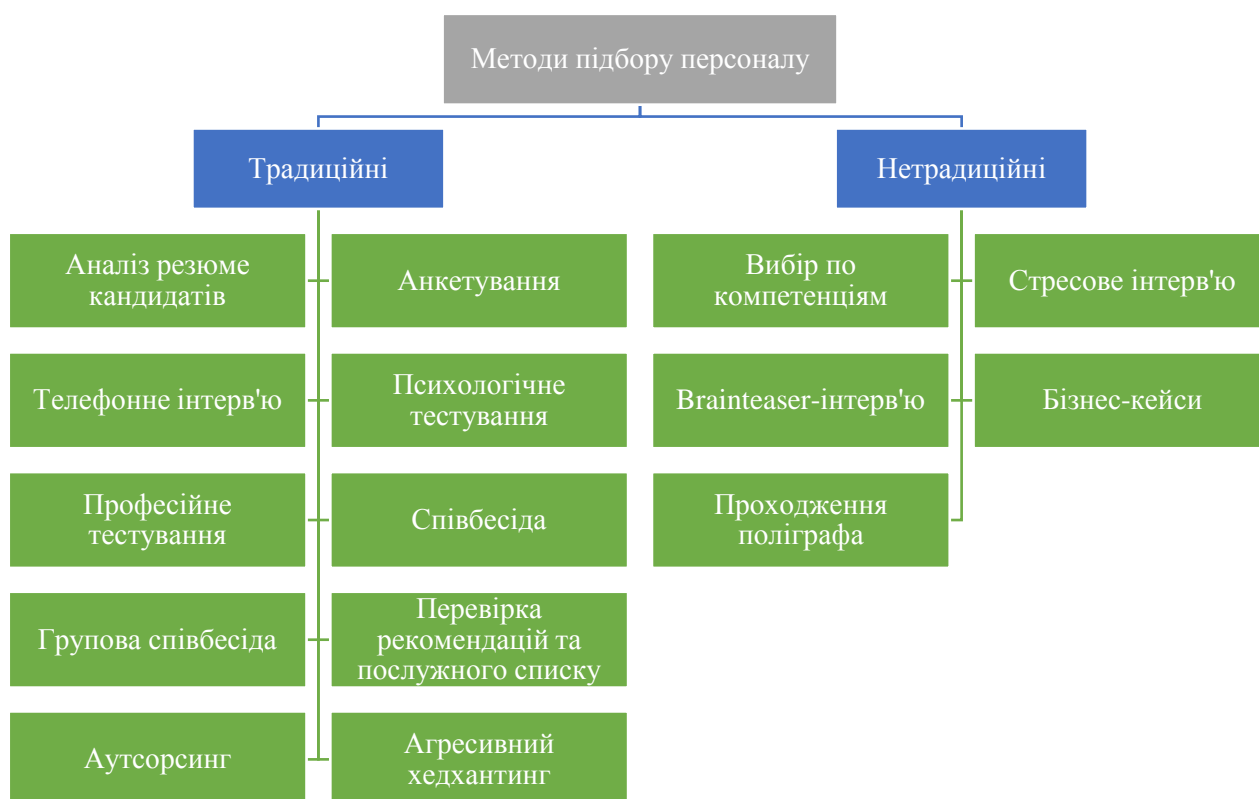 Методи підбору персоналу
Традиційні
Нетрадиційні
Аналіз резюме
кандидатів
Анкетування
Вибір по
компетенціям
Стресове інтерв'ю
Телефонне інтерв'ю
Психологічне
тестування
Brainteaser-інтерв'ю
Бізнес-кейси
Професійне
тестування
Співбесіда
Проходження
поліграфа
Групова співбесіда
Перевірка
рекомендацій та
послужного списку
Аутсорсинг
Агресивний
хедхантинг